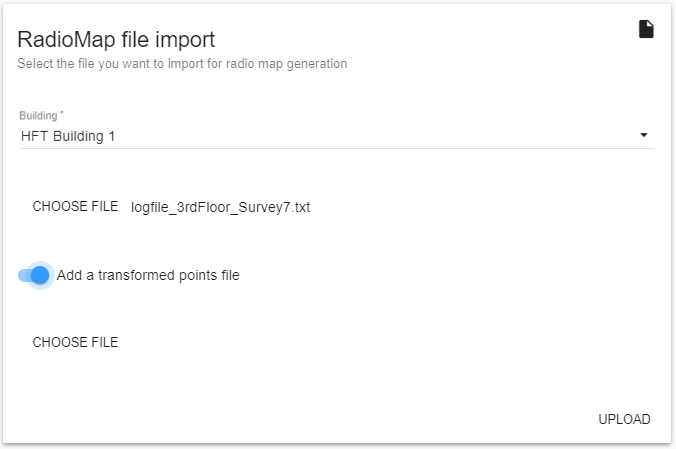 RadioMap file import
Select the file you want to import for radio map generation
Building *
HFT Building 1
CHOOSE FILE logfile_3rdFloor_Survey7.txt
Add a transformed points file
CHOOSE FILE
UPLOAD